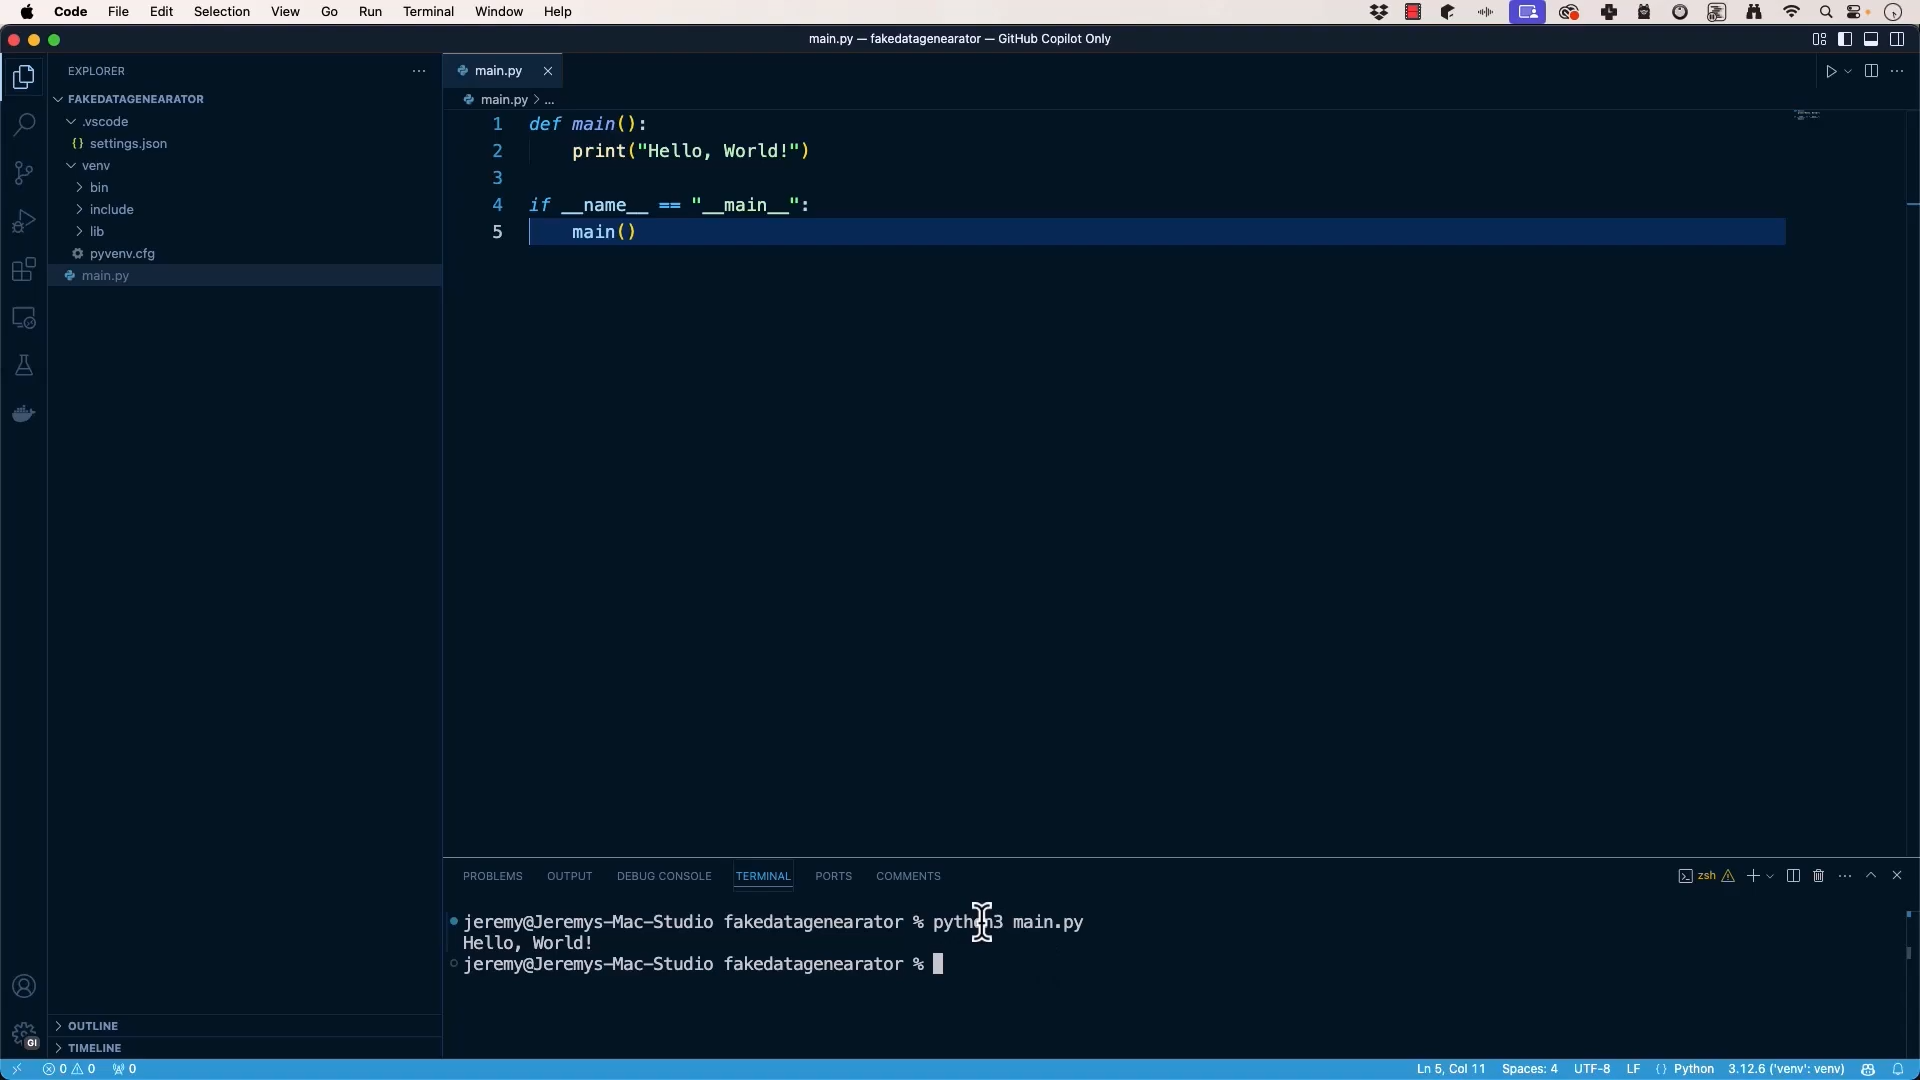 Code File Edit Selection View Go Run Terminal Window Help
main.py — fakedatagenearator — GitHub Copilot Only
EXPLORER
FAKEDATAGENEARATOR
.vscode
{} settings.json
venv
bin
include
lib
pyvenv.cfg
main.py
OUTLINE
TIMELINE
main.py
main.py > ...
1 def main():
2 print("Hello, World!")
3
4 if __name__ == "__main__":
5 main()
PROBLEMS OUTPUT DEBUG CONSOLE TERMINAL PORTS COMMENTS
zsh
jeremy@Jeremys-Mac-Studio fakedatagenearator % python3 main.py
Hello, World!
jeremy@Jeremys-Mac-Studio fakedatagenearator %
GI
0 0 0 Ln 5, Col 11 Spaces: 4 UTF-8 LF {} Python 3.12.6 ('venv': venv)